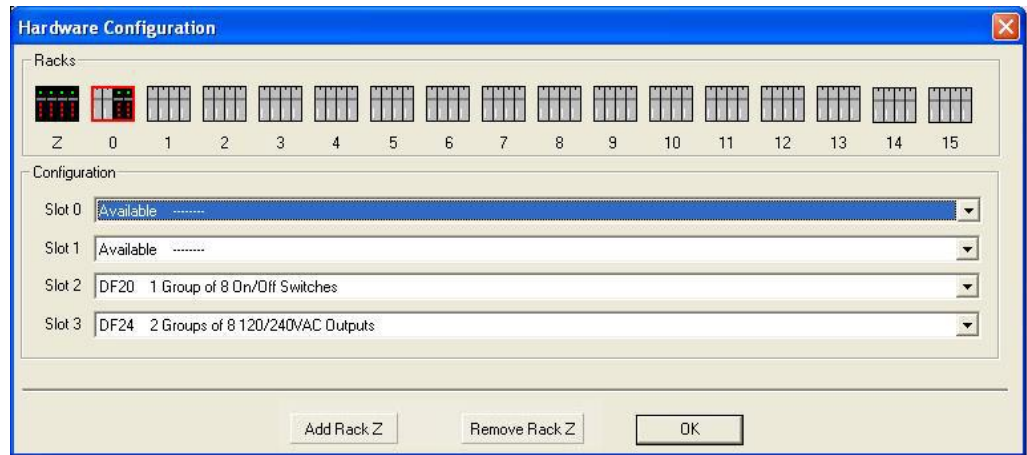 Hardware Configuration
Racks
Z 0 1 2 3 4 5 6 7 8 9 10 11 12 13 14 15
Configuration
Slot 0 Available --------
Slot 1 Available --------
Slot 2 DF20 1 Group of 8 On/Off Switches
Slot 3 DF24 2 Groups of 8 120/240VAC Outputs
Add Rack Z Remove Rack Z OK